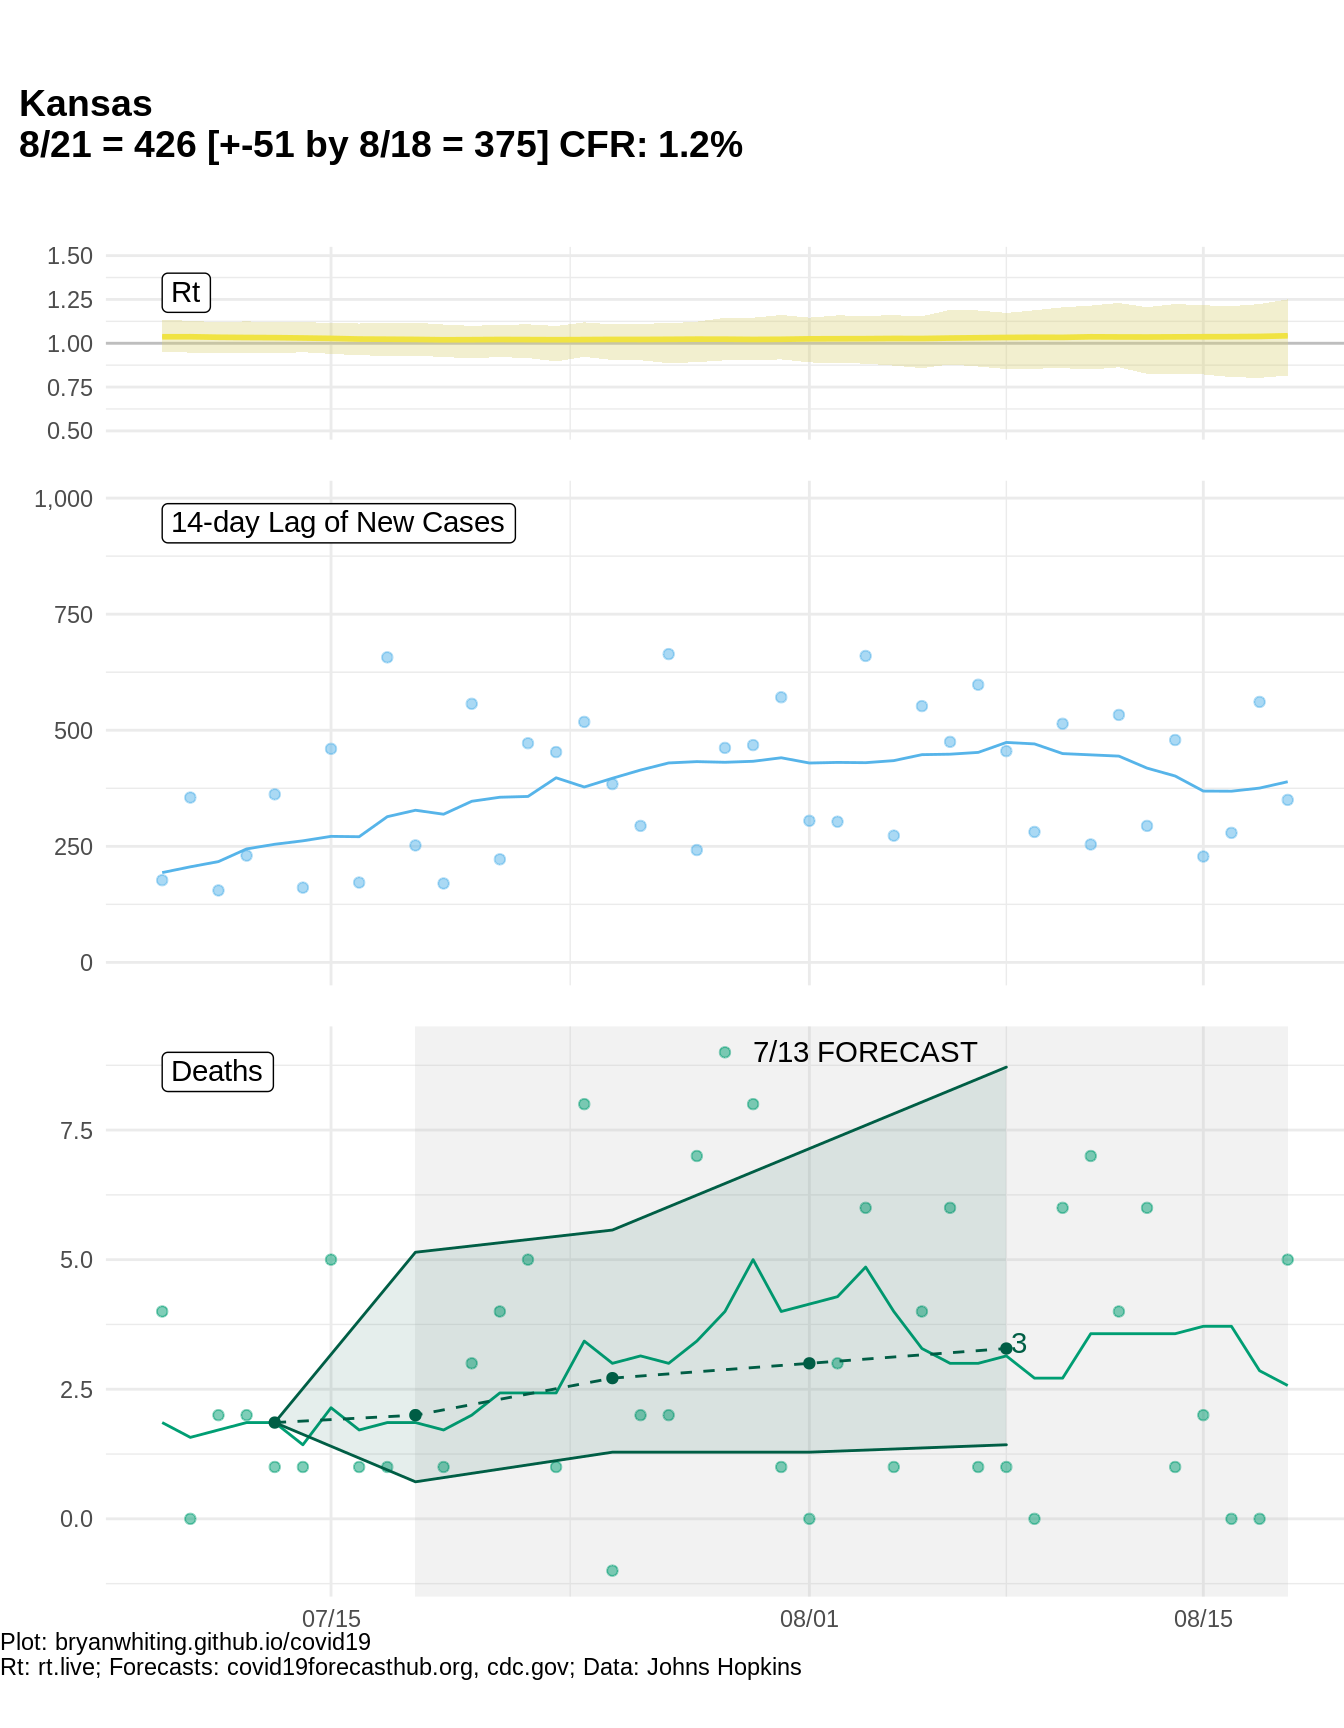 Kansas
8/21 = 426 [+-51 by 8/18 = 375] CFR: 1.2%
1.50
Rt
1.25
1.00
0.75
0.50
1,000
14-day Lag of New Cases
750
500
250
0
7/13 FORECAST
Deaths
7.5
5.0
3
2.5
0.0
07/15 08/01 08/15
Plot: bryanwhiting.github.io/covid19
Rt: rt.live; Forecasts: covid19forecasthub.org, cdc.gov; Data: Johns Hopkins